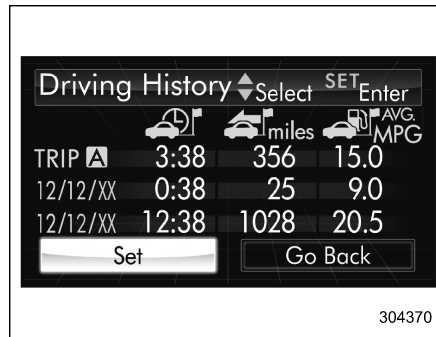 Driving History Select SET Enter
miles AVG. MPG
TRIP A 3:38 356 15.0
12/12/XX 0:38 25 9.0
12/12/XX 12:38 1028 20.5
Set Go Back
304370